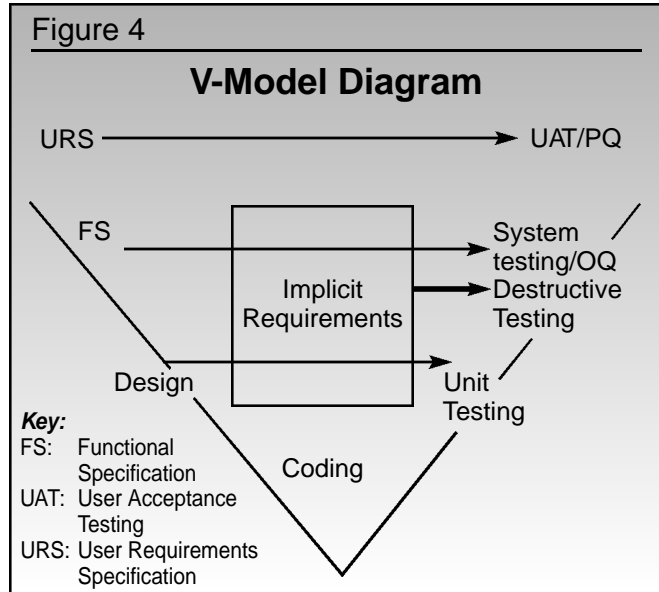 Figure 4
V-Model Diagram
URS
UAT/PQ
FS
System
testing/OQ
Implicit
Requirements
Destructive
Testing
Design
Unit
Testing
Coding
Key:
FS: Functional
Specification
UAT: User Acceptance
Testing
URS: User Requirements
Specification